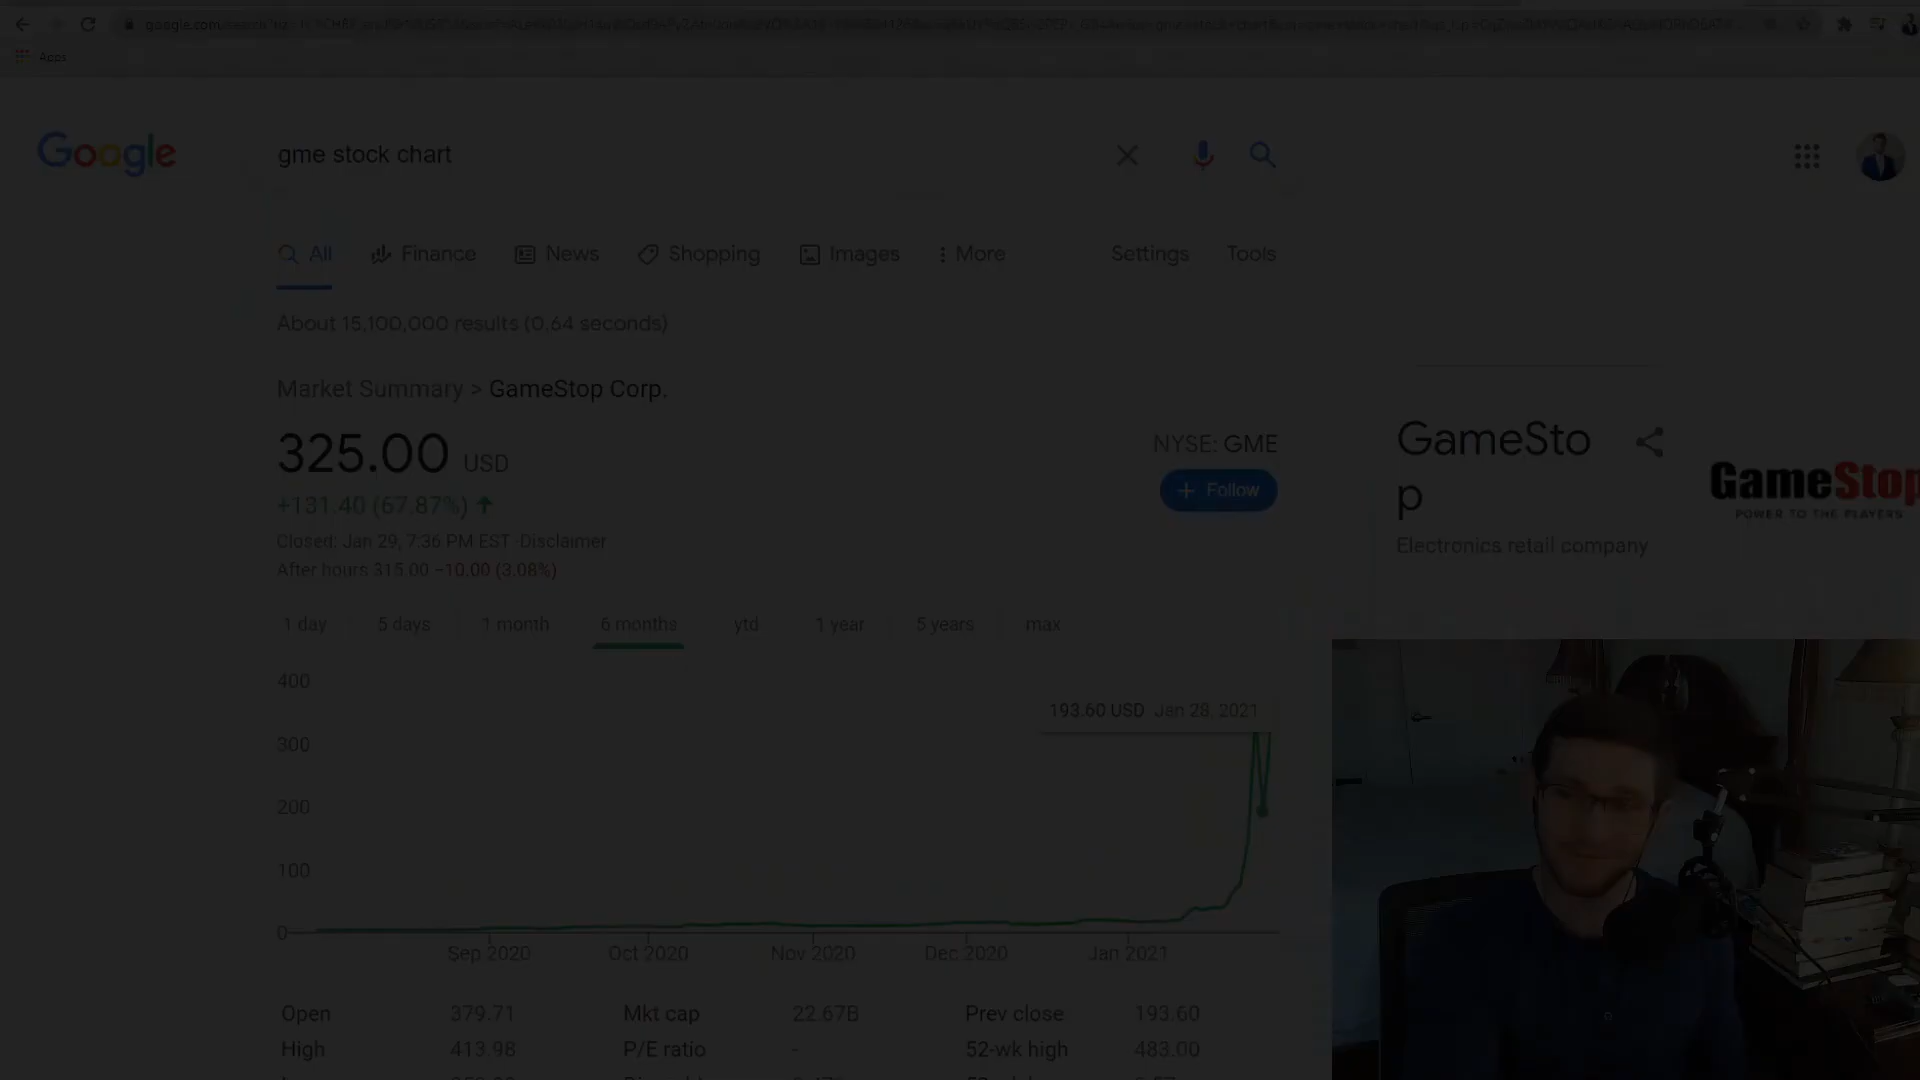 Apps
Google
gme stock chart
All
Finance
News
Shopping
Images
More
Settings
Tools
About 15,100,000 results (0.64 seconds)
Market Summary > GameStop Corp.
325.00 USD
NYSE: GME
+131.40 (67.87%)
+ Follow
Closed: Jan 29, 7:36 PM EST · Disclaimer
After hours 315.00 −10.00 (3.08%)
GameSto
p
Electronics retail company
GameStop
POWER TO THE PLAYERS
1 day
5 days
1 month
6 months
ytd
1 year
5 years
max
400
193.60 USD Jan 28, 2021
300
200
100
0
Sep 2020
Oct 2020
Nov 2020
Dec 2020
Jan 2021
Open 379.71
Mkt cap 22.67B
Prev close 193.60
High 413.98
P/E ratio -
52-wk high 483.00